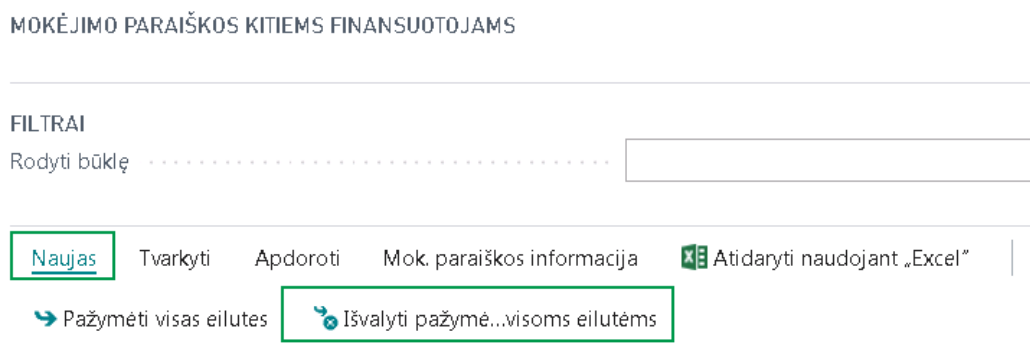 MOKĖJIMO PARAIŠKOS KITIEMS FINANSUOTOJAMS
FILTRAI
Rodyti būklę
Naujas Tvarkyti Apdoroti Mok. paraiškos informacija Atidaryti naudojant „Excel”
Pažymėti visas eilutes Išvalyti pažymė...visoms eilutėms